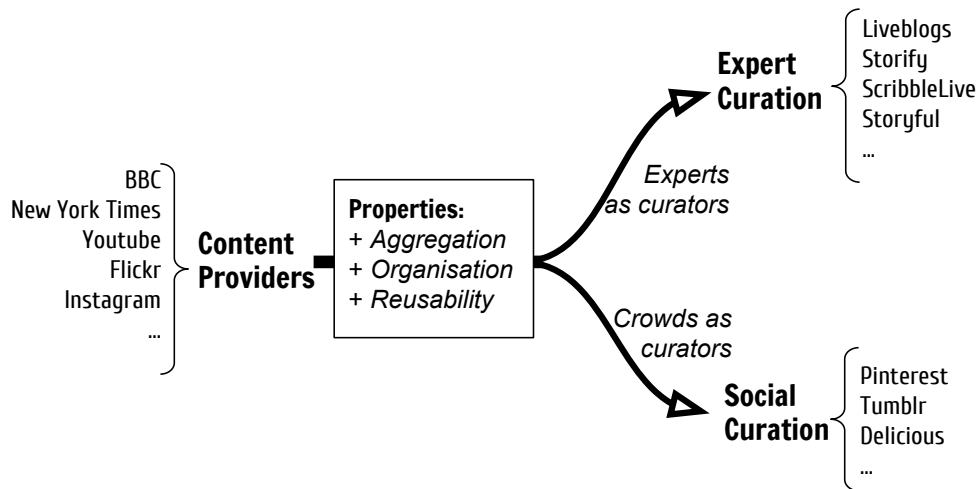 BBC
New York Times
Youtube
Flickr
Instagram
...
Content
Providers
Properties:
+ Aggregation
+ Organisation
+ Reusability
Experts
as curators
Expert
Curation
Liveblogs
Storify
ScribbleLive
Storyful
...
Crowds as
curators
Social
Curation
Pinterest
Tumblr
Delicious
...